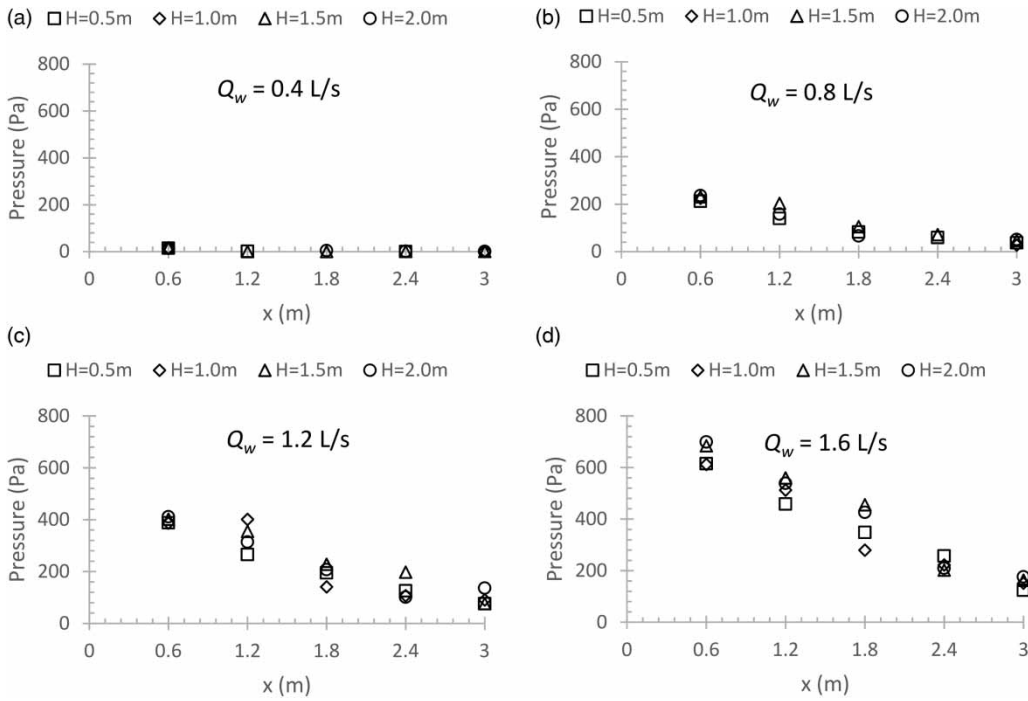 (a) H=0.5m H=1.0m H=1.5m H=2.0m
800
600
400
200
0
Pressure (Pa)
Qw = 0.4 L/s
0 0.6 1.2 1.8 2.4 3
x (m)
(b) H=0.5m H=1.0m H=1.5m H=2.0m
800
600
400
200
0
Pressure (Pa)
Qw = 0.8 L/s
0 0.6 1.2 1.8 2.4 3
x (m)
(c)
H=0.5m H=1.0m H=1.5m H=2.0m
800
600
400
200
0
Pressure (Pa)
Qw = 1.2 L/s
0 0.6 1.2 1.8 2.4 3
x (m)
(d)
H=0.5m H=1.0m H=1.5m H=2.0m
800
600
400
200
0
Pressure (Pa)
Qw = 1.6 L/s
0 0.6 1.2 1.8 2.4 3
x (m)